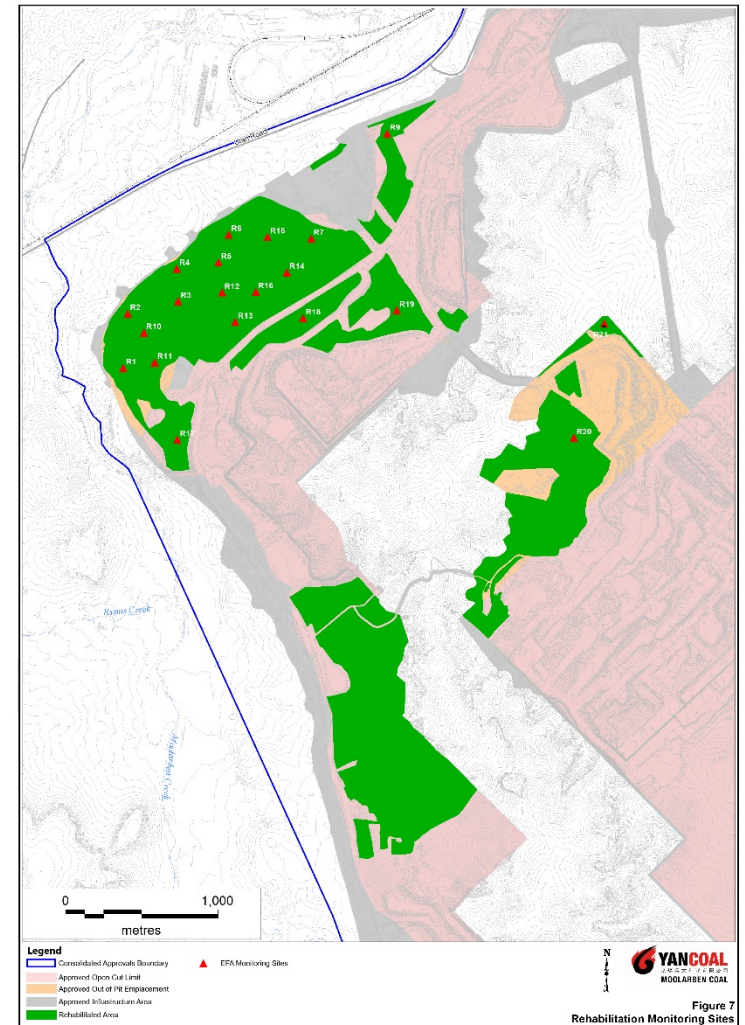 R9
R6
R15
R7
R4
R5
R14
R12
R16
R3
R2
R13
R18
R19
R10
R11
R1
R21
R20
Ryans Creek
Moolarben Creek
0
1,000
metres
Legend
Consolidated Approvals Boundary
EFA Monitoring Sites
Approved Open Cut Limit
Approved Out of Pit Emplacement
Approved Infrastructure Area
Rehabilitated Area
N
YANCOAL
MOOLARBEN COAL
Figure 7
Rehabilitation Monitoring Sites